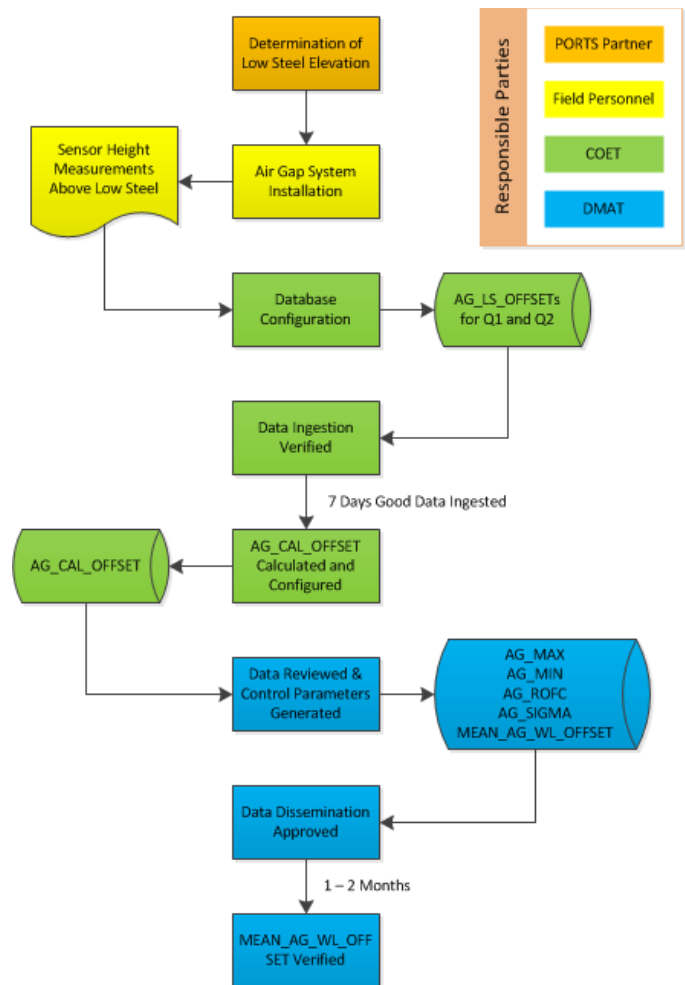 Determination of
Low Steel Elevation
Responsible Parties
PORTS Partner
Field Personnel
COET
DMAT
Sensor Height
Measurements
Above Low Steel
Air Gap System
Installation
Database
Configuration
AG_LS_OFFSETs
for Q1 and Q2
Data Ingestion
Verified
7 Days Good Data Ingested
AG_CAL_OFFSET
AG_CAL_OFFSET
Calculated and
Configured
Data Reviewed &
Control Parameters
Generated
AG_MAX
AG_MIN
AG_ROFC
AG_SIGMA
MEAN_AG_WL_OFFSET
Data Dissemination
Approved
1 – 2 Months
MEAN_AG_WL_OFF
SET Verified